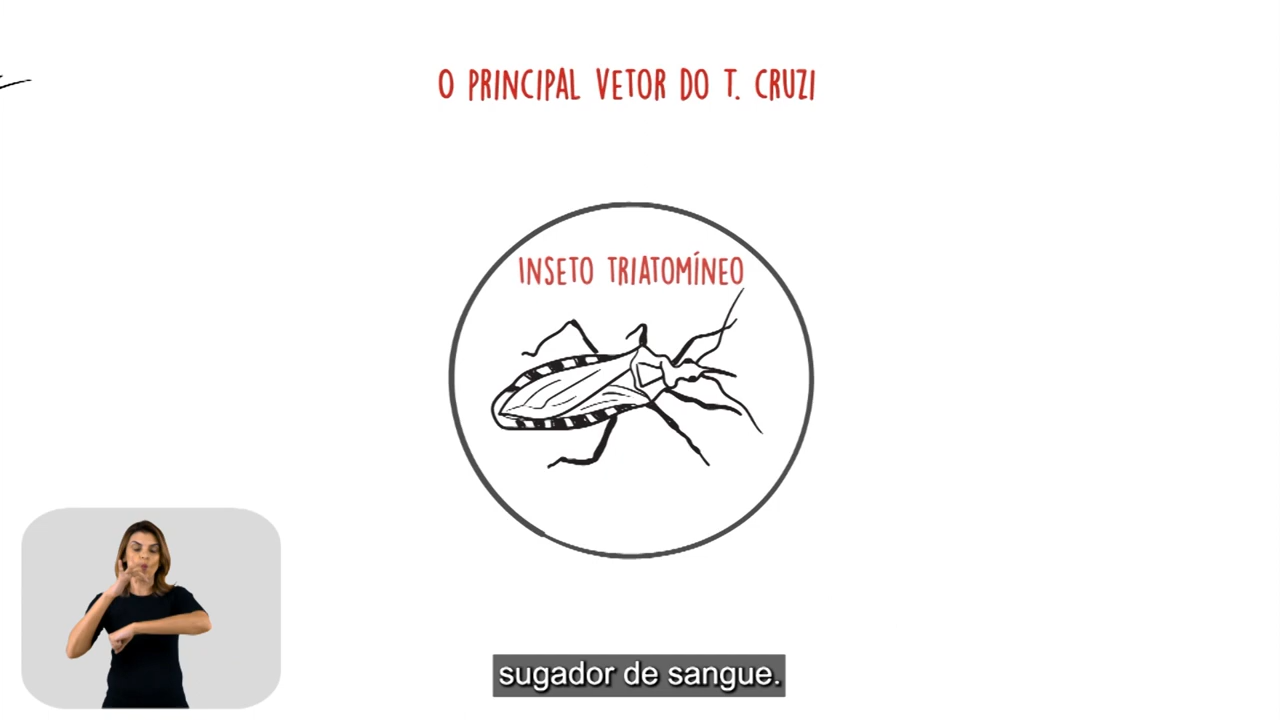 O PRINCIPAL VETOR DO T. CRUZI
INSETO TRIATOMÍNEO
sugador de sangue.